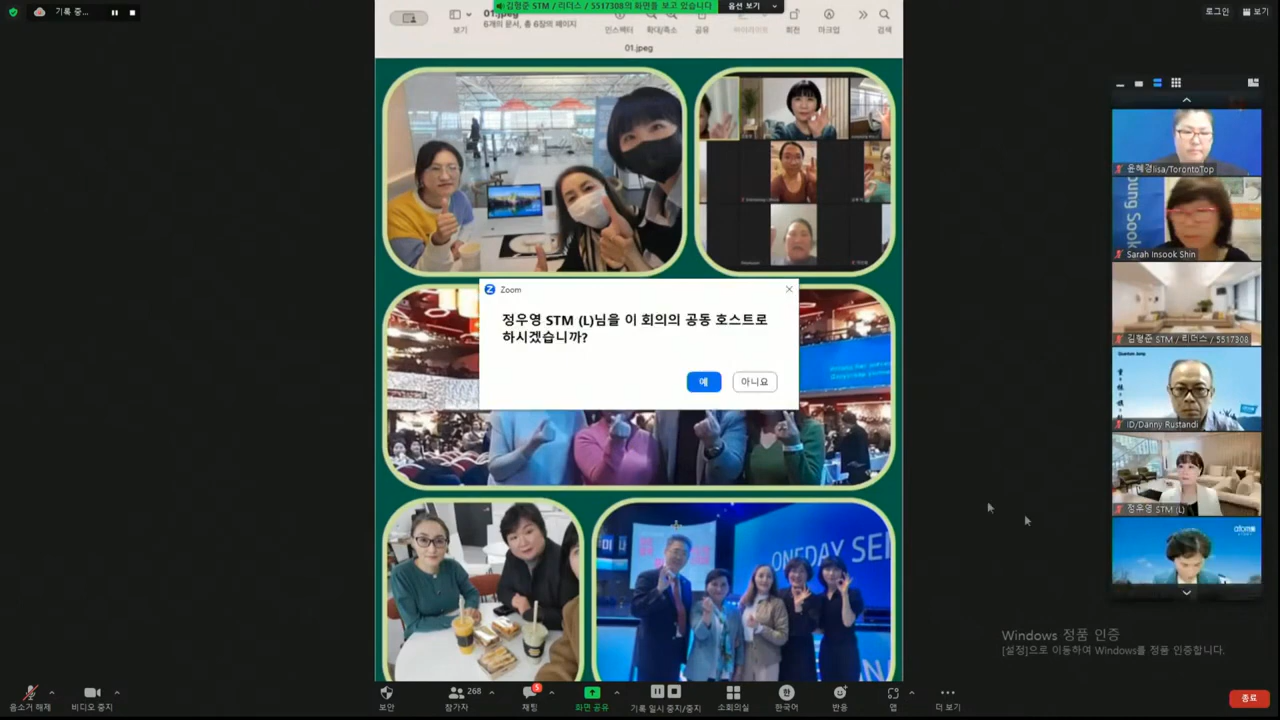 김형준 STM / 리더스 / 5517308의 화면을 보고 있습니다
옵션 보기
기록 중...
로그인
보기
01.jpeg
6개의 문서, 총 6장의 페이지
보기
인스펙터
확대/축소
공유
하이라이트
회전
마크업
검색
01.jpeg
Zoom
정우영 STM (L)님을 이 회의의 공동 호스트로
하시겠습니까?
예
아니요
ONEDAY SE
윤혜경lisa/TorontoTop
Sarah Insook Shin
김형준 STM / 리더스 / 5517308
Quantum Jump
ID/Danny Rustandi
정우영 STM (L)
atomy
Windows 정품 인증
[설정]으로 이동하여 Windows를 정품 인증합니다.
음소거 해제
비디오 중지
보안
268
참가자
5
채팅
화면 공유
기록 일시 중지/중지
소회의실
한국어
반응
앱
더 보기
종료